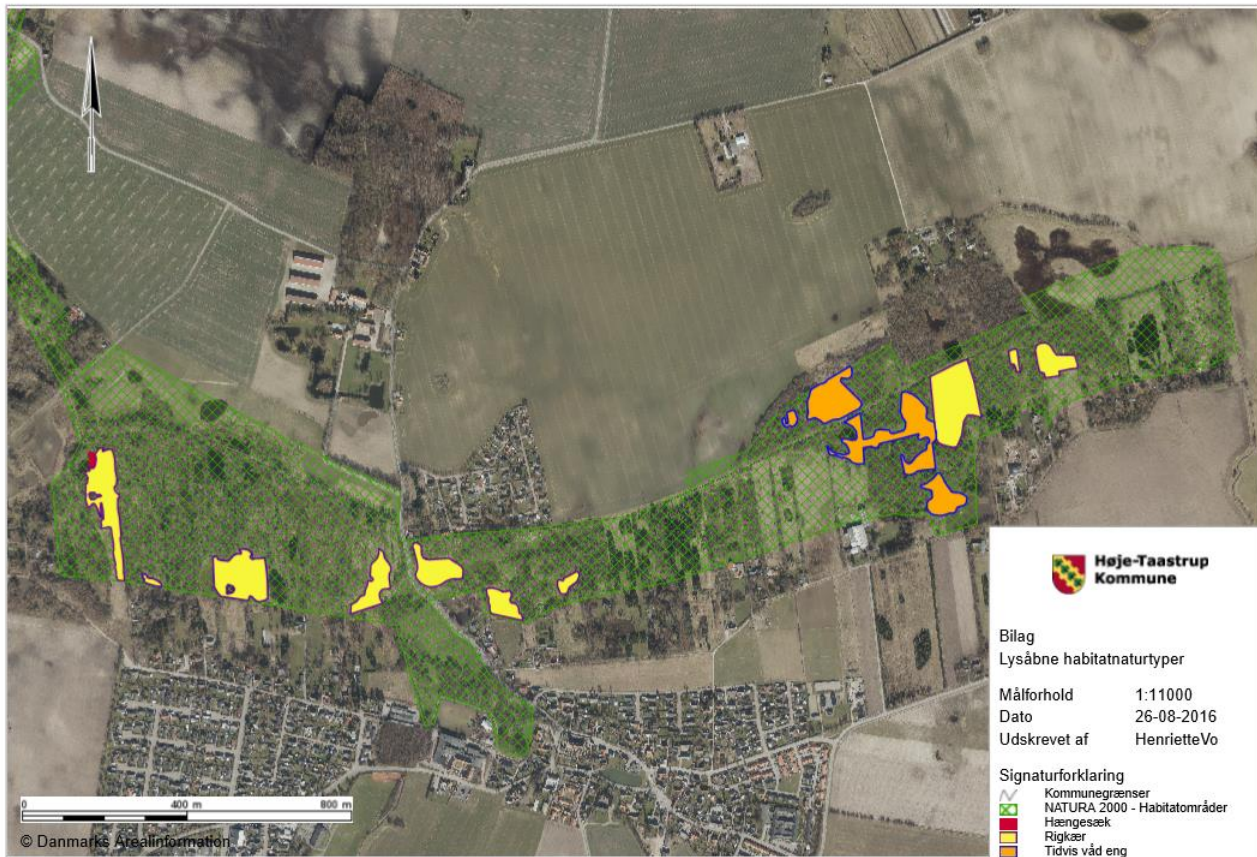 Høje-Taastrup
Kommune
Bilag
Lysåbne habitatnaturtyper
Målforhold 1:11000
Dato 26-08-2016
Udskrevet af HenrietteVo
Signaturforklaring
Kommunegrænser
NATURA 2000 - Habitatområder
Hængesæk
Rigkær
Tidvis våd eng
0 400 m 800 m
© Danmarks Arealinformation